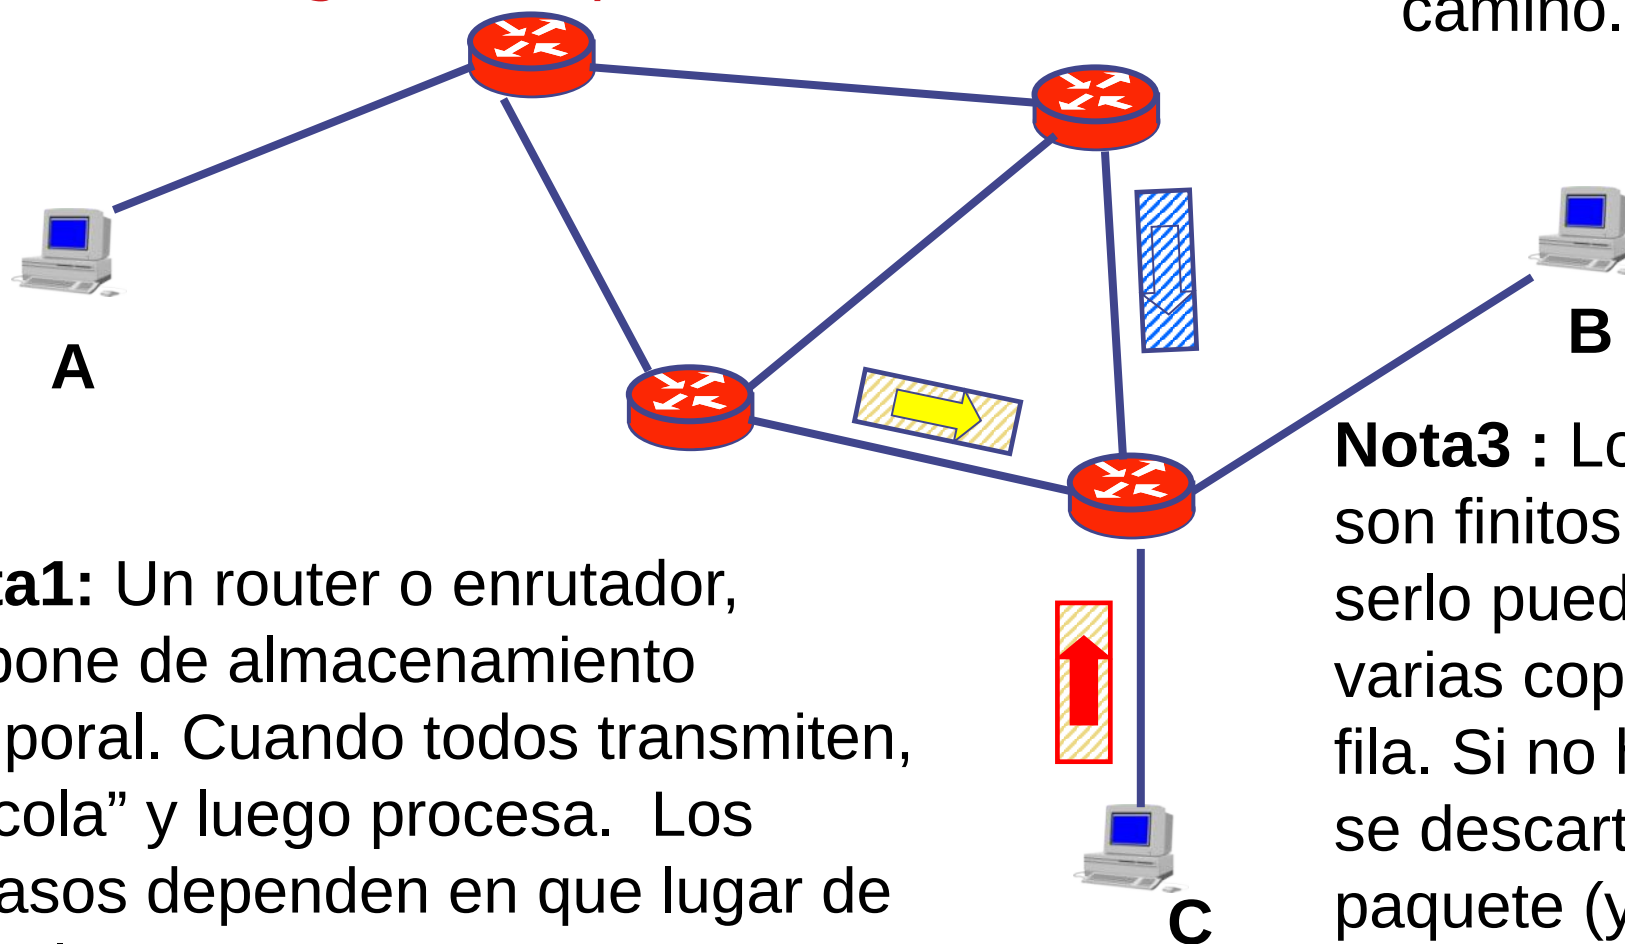 camino.
A
B
Nota3 : Lo
son finitos
serlo pued
varias cop
fila. Si no h
se descart
paquete (y
ta1: Un router o enrutador,
pone de almacenamiento
poral. Cuando todos transmiten,
cola” y luego procesa.  Los
asos dependen en que lugar de
C